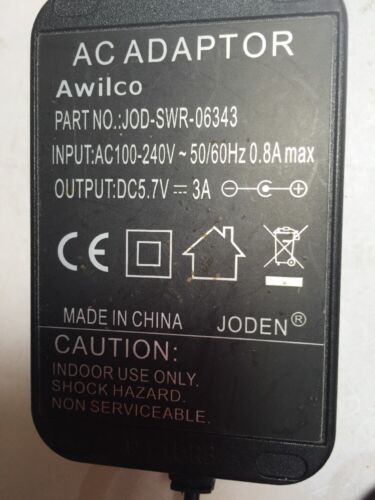 AC ADAPTOR
Awilco
PART NO.:JOD-SWR-06343
INPUT:AC100-240V ~ 50/60Hz 0.8A max
OUTPUT:DC5.7V ⎓ 3A
CE
MADE IN CHINA JODEN®
CAUTION:
INDOOR USE ONLY.
SHOCK HAZARD.
NON SERVICEABLE.